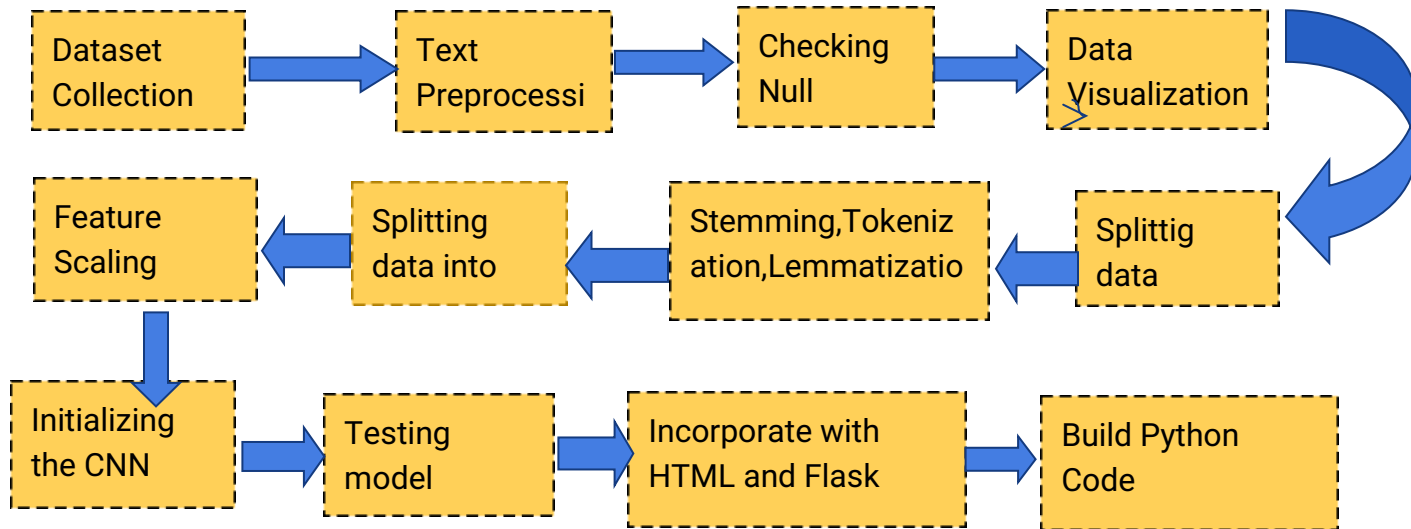 Dataset
Collection
Text
Preprocessi
Checking
Null
Data
Visualization
Splittig
data
Stemming,Tokeniz
ation,Lemmatizatio
Splitting
data into
Feature
Scaling
Initializing
the CNN
Testing
model
Incorporate with
HTML and Flask
Build Python
Code